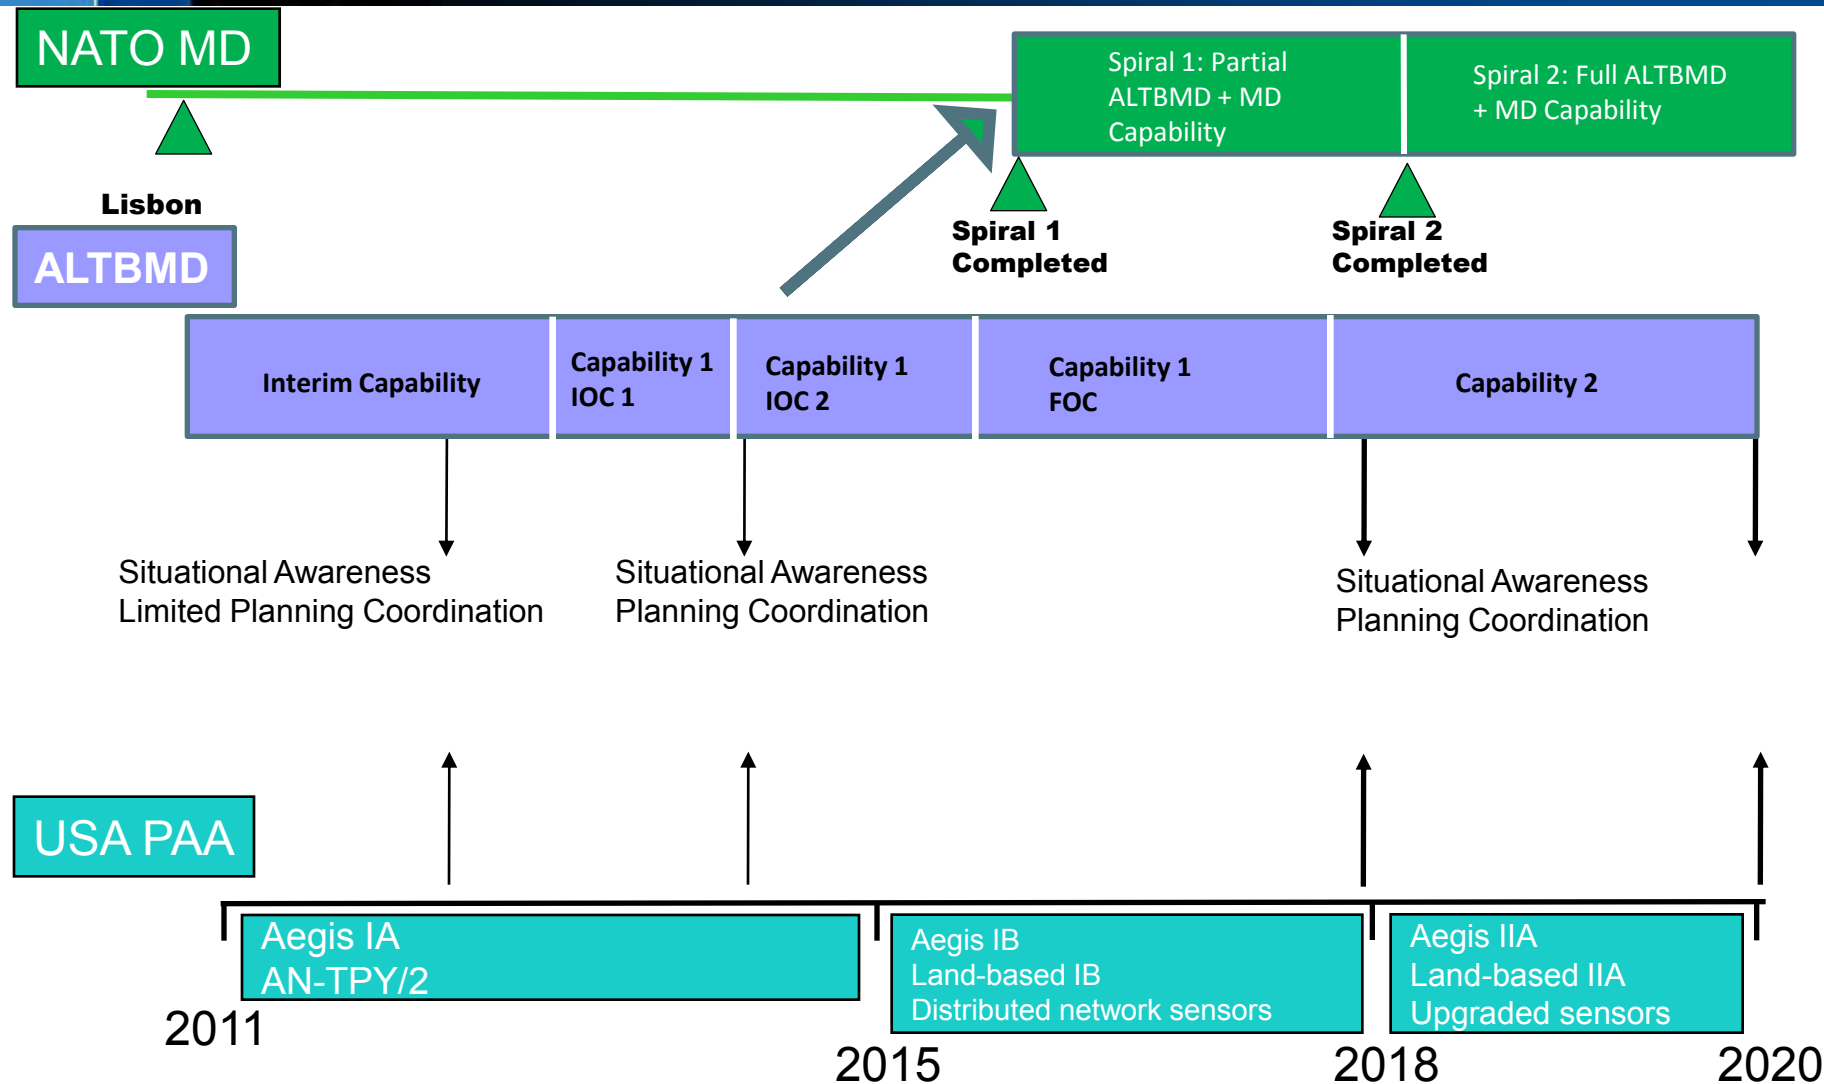 NATO MD
Spiral 1: Partial
ALTBMD + MD
Capability
Spiral 2: Full ALTBMD
+ MD Capability
Lisbon
Spiral 1
Completed
Spiral 2
Completed
ALTBMD
Interim Capability
Capability 1
IOC 1
Capability 1
IOC 2
Capability 1
FOC
Capability 2
Situational Awareness
Limited Planning Coordination
Situational Awareness
Planning Coordination
Situational Awareness
Planning Coordination
USA PAA
Aegis IA
AN-TPY/2
Aegis IB
Land-based IB
Distributed network sensors
Aegis IIA
Land-based IIA
Upgraded sensors
2011
2015
2018
2020